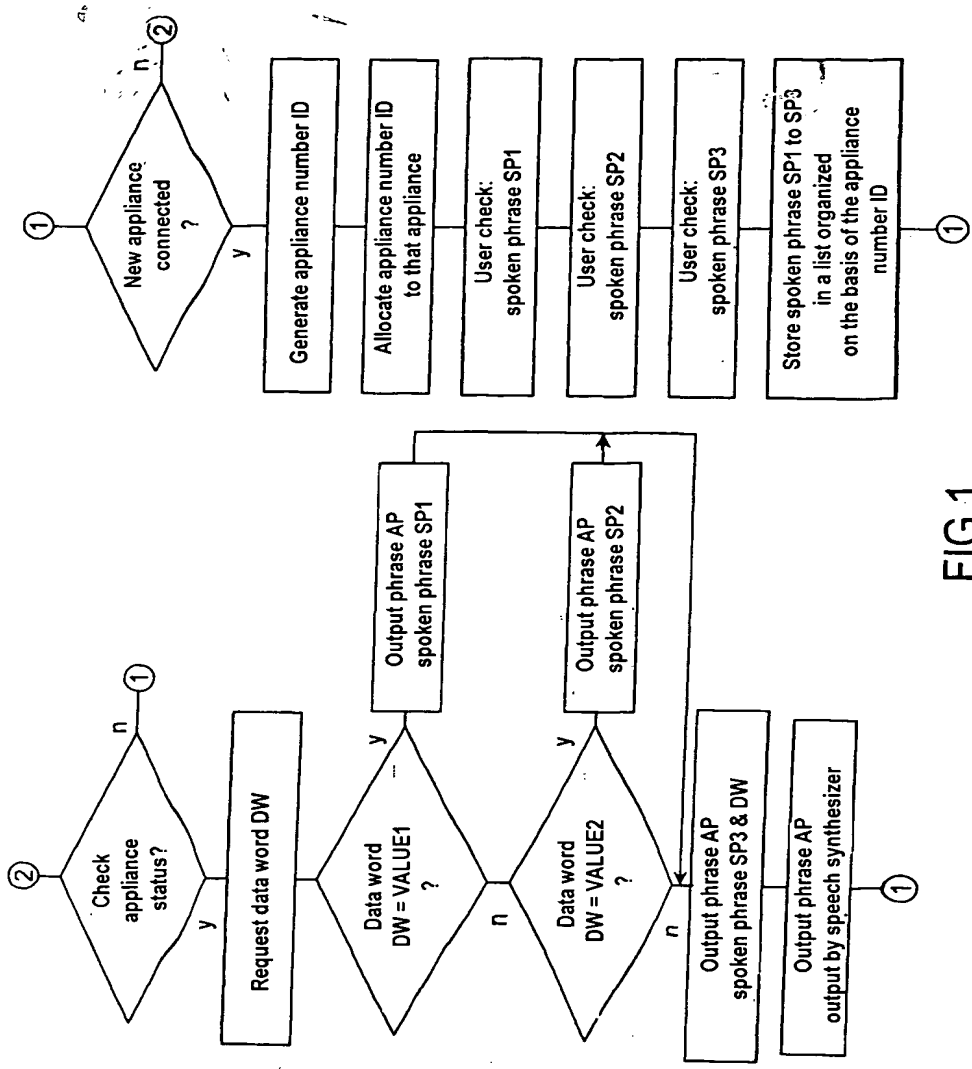 1
New appliance
connected
?
n
2
y
Generate appliance number ID
Allocate appliance number ID
to that appliance
User check:
spoken phrase SP1
User check:
spoken phrase SP2
User check:
spoken phrase SP3
Store spoken phrase SP1 to SP3
in a list organized
on the basis of the appliance
number ID
1
2
Check
appliance
status?
n
1
y
Request data word DW
Data word
DW = VALUE1
?
y
Output phrase AP
spoken phrase SP1
n
Data word
DW = VALUE2
?
y
Output phrase AP
spoken phrase SP2
n
Output phrase AP
spoken phrase SP3 & DW
Output phrase AP
output by speech synthesizer
1
FIG 1